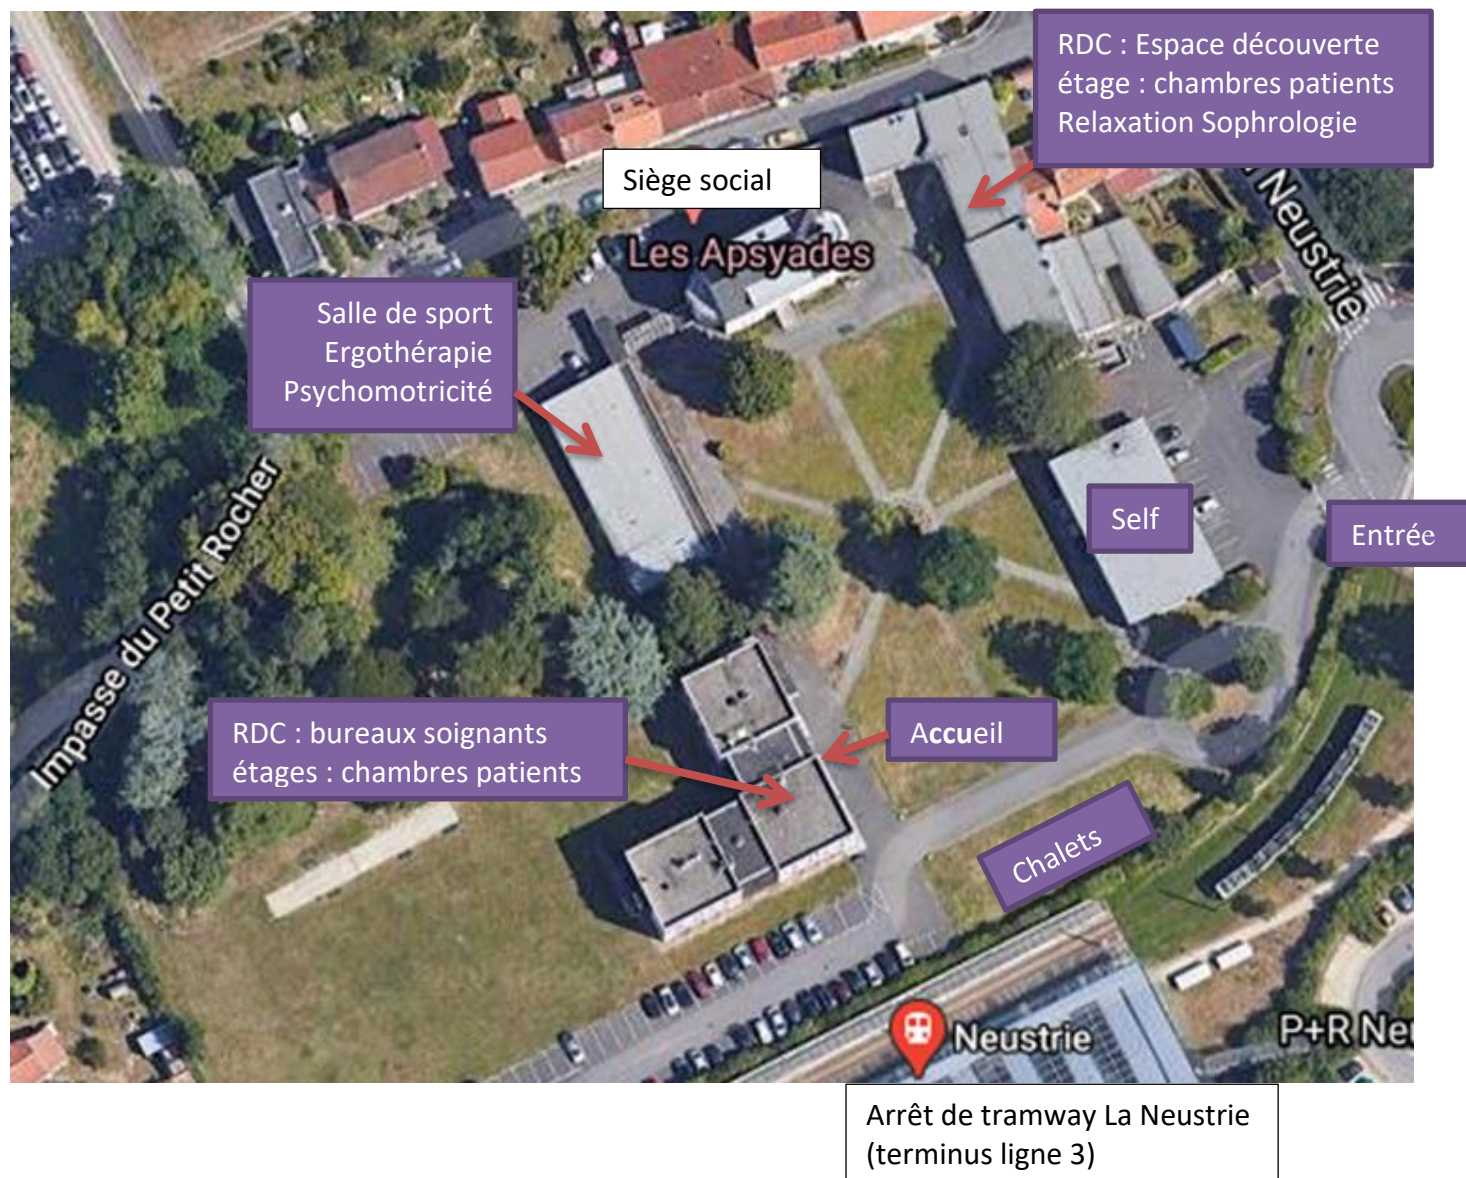 RDC : Espace découverte
étage : chambres patients
Relaxation Sophrologie
Siège social
Les Apsyades
Neustrie
Salle de sport
Ergothérapie
Psychomotricité
Self
Entrée
Impasse du Petit Rocher
RDC : bureaux soignants
étages : chambres patients
Accueil
Chalets
Neustrie
P+R Neu
Arrêt de tramway La Neustrie
(terminus ligne 3)